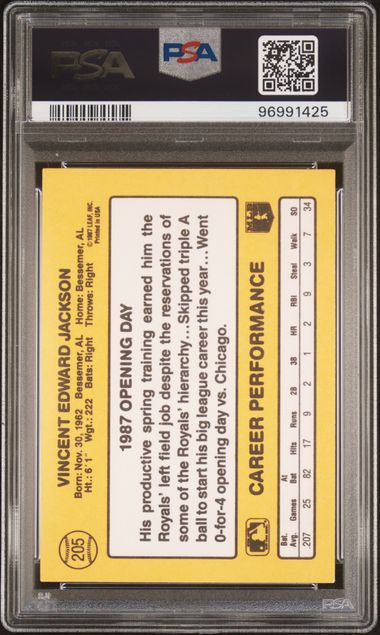 PSA
PSA
96991425
205
VINCENT EDWARD JACKSON
Born: Nov. 30, 1962 Bessemer, AL Home: Bessemer, AL
Ht.: 6'1" Wgt.: 222 Bats: Right Throws: Right
©1987 LEAF, INC.
Printed in USA
1987 OPENING DAY
His productive spring training earned him the
Royals' left field job despite the reservations of
some of the Royals' hierarchy...Skipped triple A
ball to start his big league career this year... Went
0-for-4 opening day vs. Chicago.
CAREER PERFORMANCE
MLB
Bat. Avg. Games At Bat Hits Runs 2B 3B HR RBI Steal Walk SO
207 25 82 17 9 2 1 2 9 3 7 34